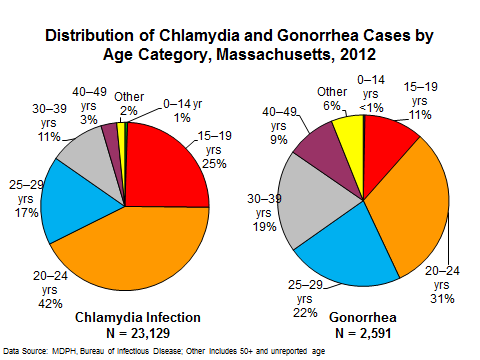 Distribution of Chlamydia and Gonorrhea Cases by
Age Category, Massachusetts, 2012
40–49
yrs
3%
Other
2%
0–14 yr
1%
15–19
yrs
25%
30–39
yrs
11%
25–29
yrs
17%
20–24
yrs
42%
Chlamydia Infection
N = 23,129
0–14
yrs
<1%
Other
6%
15–19
yrs
11%
40–49
yrs
9%
30–39
yrs
19%
25–29
yrs
22%
20–24
yrs
31%
Gonorrhea
N = 2,591
Data Source: MDPH, Bureau of Infectious Disease; Other includes 50+ and unreported age